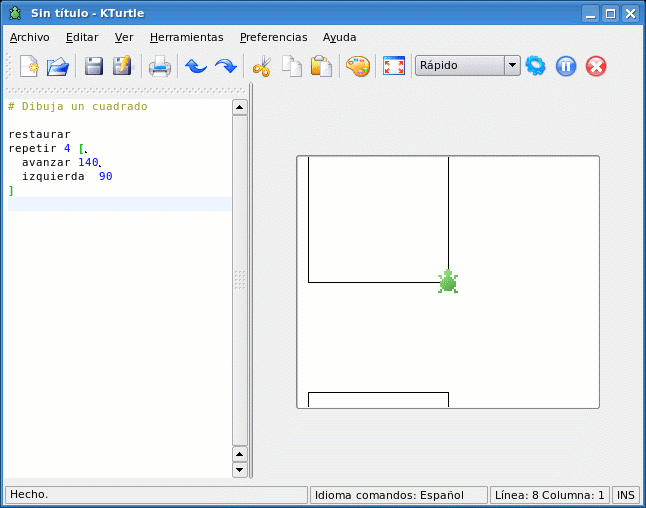 Sin título - KTurtle
Archivo Editar Ver Herramientas Preferencias Ayuda
Rápido
# Dibuja un cuadrado
restaurar
repetir 4 [
avanzar 140
izquierda  90
]
Hecho.
Idioma comandos: Español
Línea: 8 Columna: 1
INS